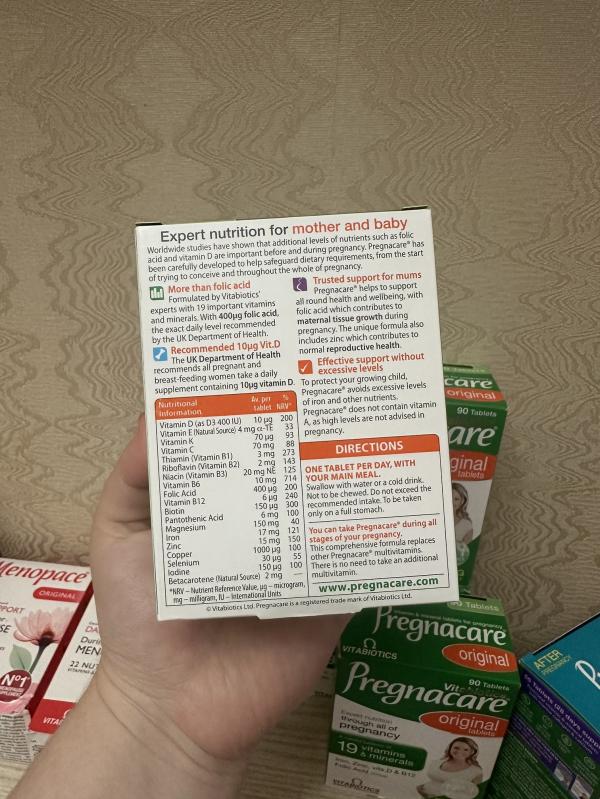 Expert nutrition for mother and baby
Worldwide studies have shown that additional levels of nutrients such as folic
acid and vitamin D are important before and during pregnancy. Pregnacare® has
been carefully developed to help safeguard dietary requirements, from the start
of trying to conceive and throughout the whole of pregnancy.
More than folic acid
Formulated by Vitabiotics'
experts with 19 important vitamins
and minerals. With 400µg folic acid,
the exact daily level recommended
by the UK Department of Health.
Recommended 10µg Vit.D
The UK Department of Health
recommends all pregnant and
breast-feeding women take a daily
supplement containing 10µg vitamin D.
Trusted support for mums
Pregnacare® helps to support
all round health and wellbeing, with
folic acid which contributes to
maternal tissue growth during
pregnancy. The unique formula also
includes zinc which contributes to
normal reproductive health.
Effective support without
excessive levels
To protect your growing child,
Pregnacare® avoids excessive levels
of iron and other nutrients.
Pregnacare® does not contain vitamin
A, as high levels are not advised in
pregnancy.
Nutritional Information Av. per tablet % NRV*
Vitamin D (as D3 400 IU) 10 µg 200
Vitamin E (Natural Source) 4 mg α-TE 33
Vitamin K 70 µg 93
Vitamin C 70 mg 88
Thiamin (Vitamin B1) 3 mg 273
Riboflavin (Vitamin B2) 2 mg 143
Niacin (Vitamin B3) 20 mg NE 125
Vitamin B6 10 mg 714
Folic Acid 400 µg 200
Vitamin B12 6 µg 240
Biotin 150 µg 300
Pantothenic Acid 6 mg 100
Magnesium 150 mg 40
Iron 17 mg 121
Zinc 15 mg 150
Copper 1000 µg 100
Selenium 30 µg 55
Iodine 150 µg 100
Betacarotene (Natural Source) 2 mg –
*NRV – Nutrient Reference Value, µg – microgram,
mg – milligram, IU – International Units
DIRECTIONS
ONE TABLET PER DAY, WITH
YOUR MAIN MEAL.
Swallow with water or a cold drink.
Not to be chewed. Do not exceed the
recommended intake. To be taken
only on a full stomach.
You can take Pregnacare® during all
stages of your pregnancy.
This comprehensive formula replaces
other Pregnacare® multivitamins.
There is no need to take an additional
multivitamin.
www.pregnacare.com
© Vitabiotics Ltd. Pregnacare is a registered trade mark of Vitabiotics Ltd.
care
original
90 Tablets
are
ginal
tablets
Menopace
ORIGINAL
PORT
SE
No1
Duri
MEN
22 NU
VITA
Tablets
Pregnacare
original
VITABIOTICS
90 Tablets
Pregnacare
original
tablets
Expert nutrition
through all of
pregnancy
19 vitamins
& minerals
VITABIOTICS
AFTER
PREGNANCY